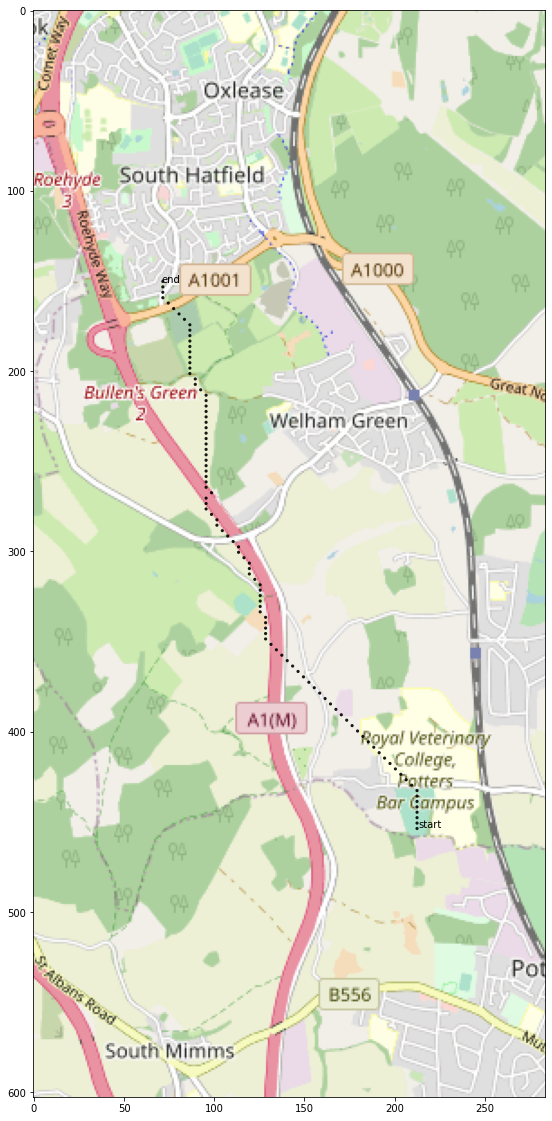 0
ok
Comet Way
Oxlease
100
Roehyde
3
South Hatfield
Roehyde Way
end
A1001
A1000
200
Bullen's Green
2
Great No
Welham Green
300
A1(M)
400
Royal Veterinary
College,
Potters
Bar Campus
start
500
Pot
St Albans Road
B556
Mut
South Mimms
600
0 50 100 150 200 250